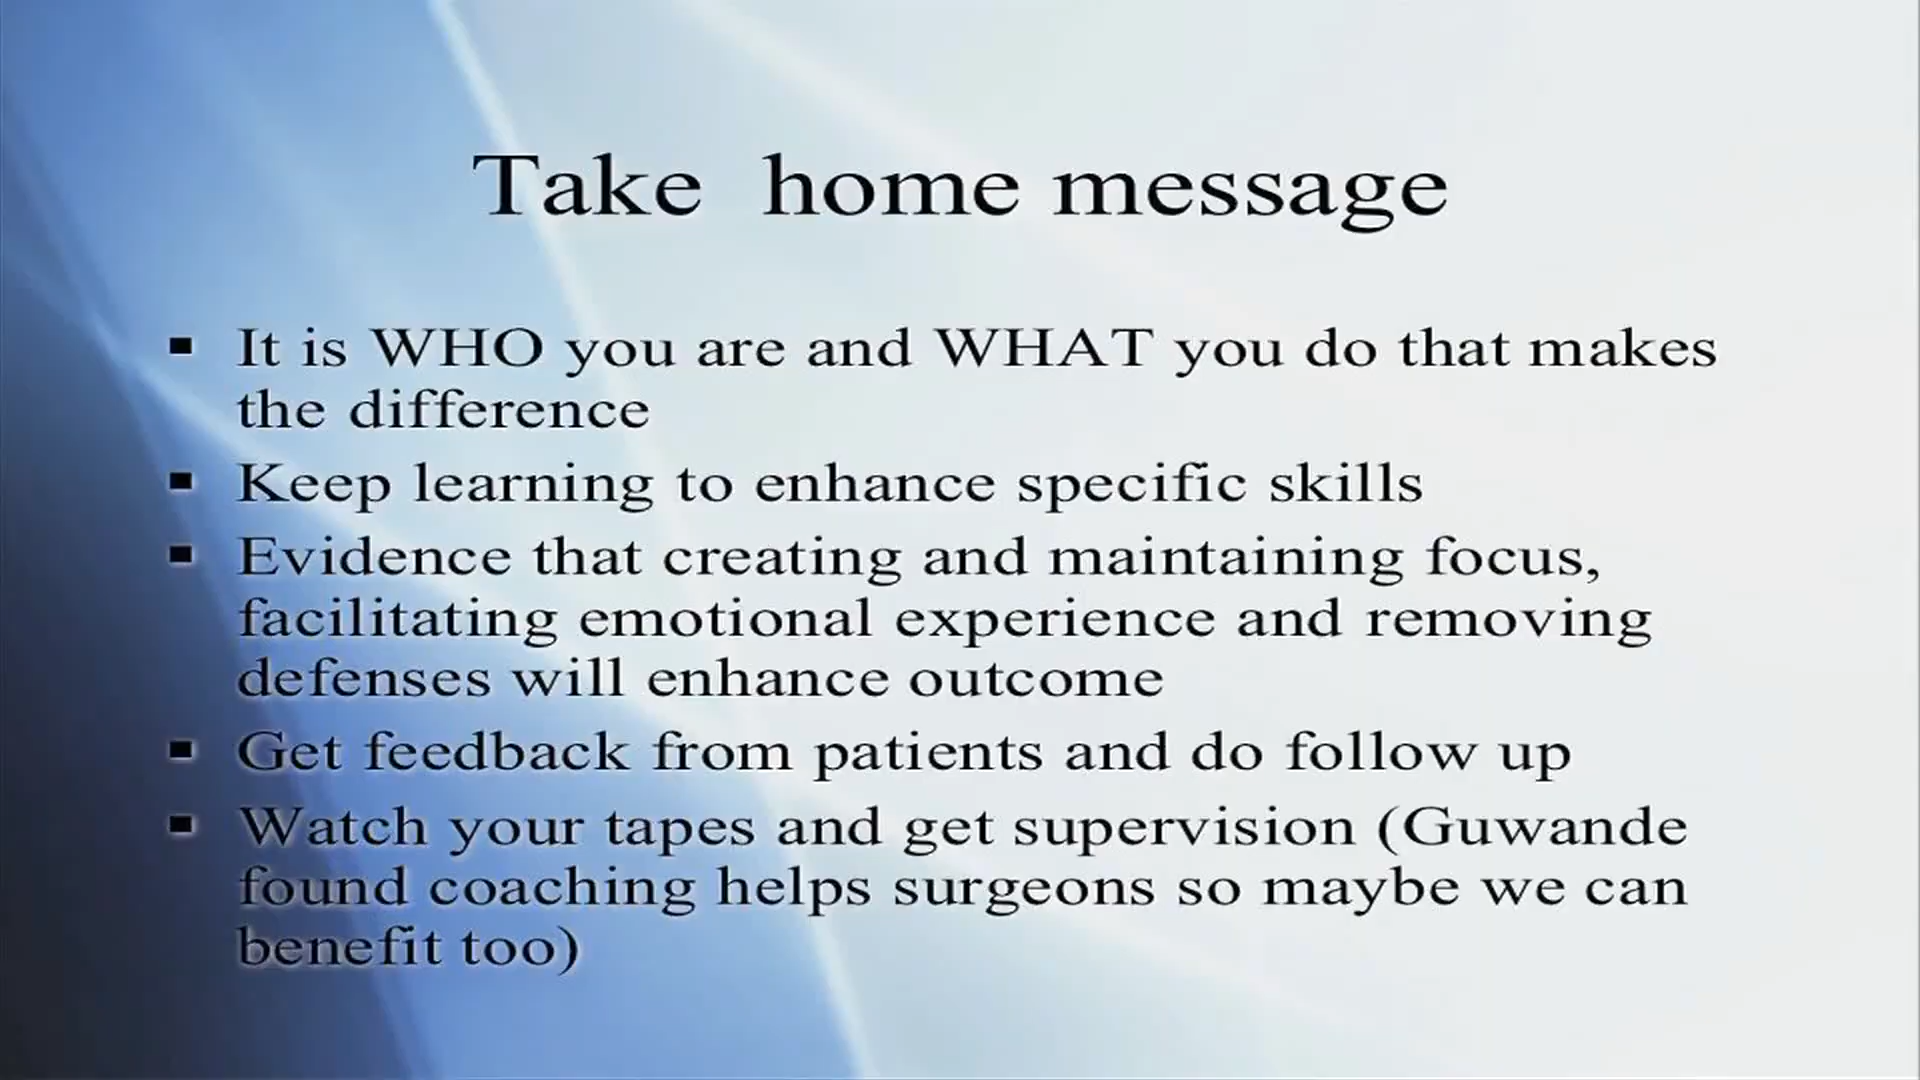 Take  home message
▪ It is WHO you are and WHAT you do that makes
the difference
▪ Keep learning to enhance specific skills
▪ Evidence that creating and maintaining focus,
facilitating emotional experience and removing
defenses will enhance outcome
▪ Get feedback from patients and do follow up
▪ Watch your tapes and get supervision (Guwande
found coaching helps surgeons so maybe we can
benefit too)